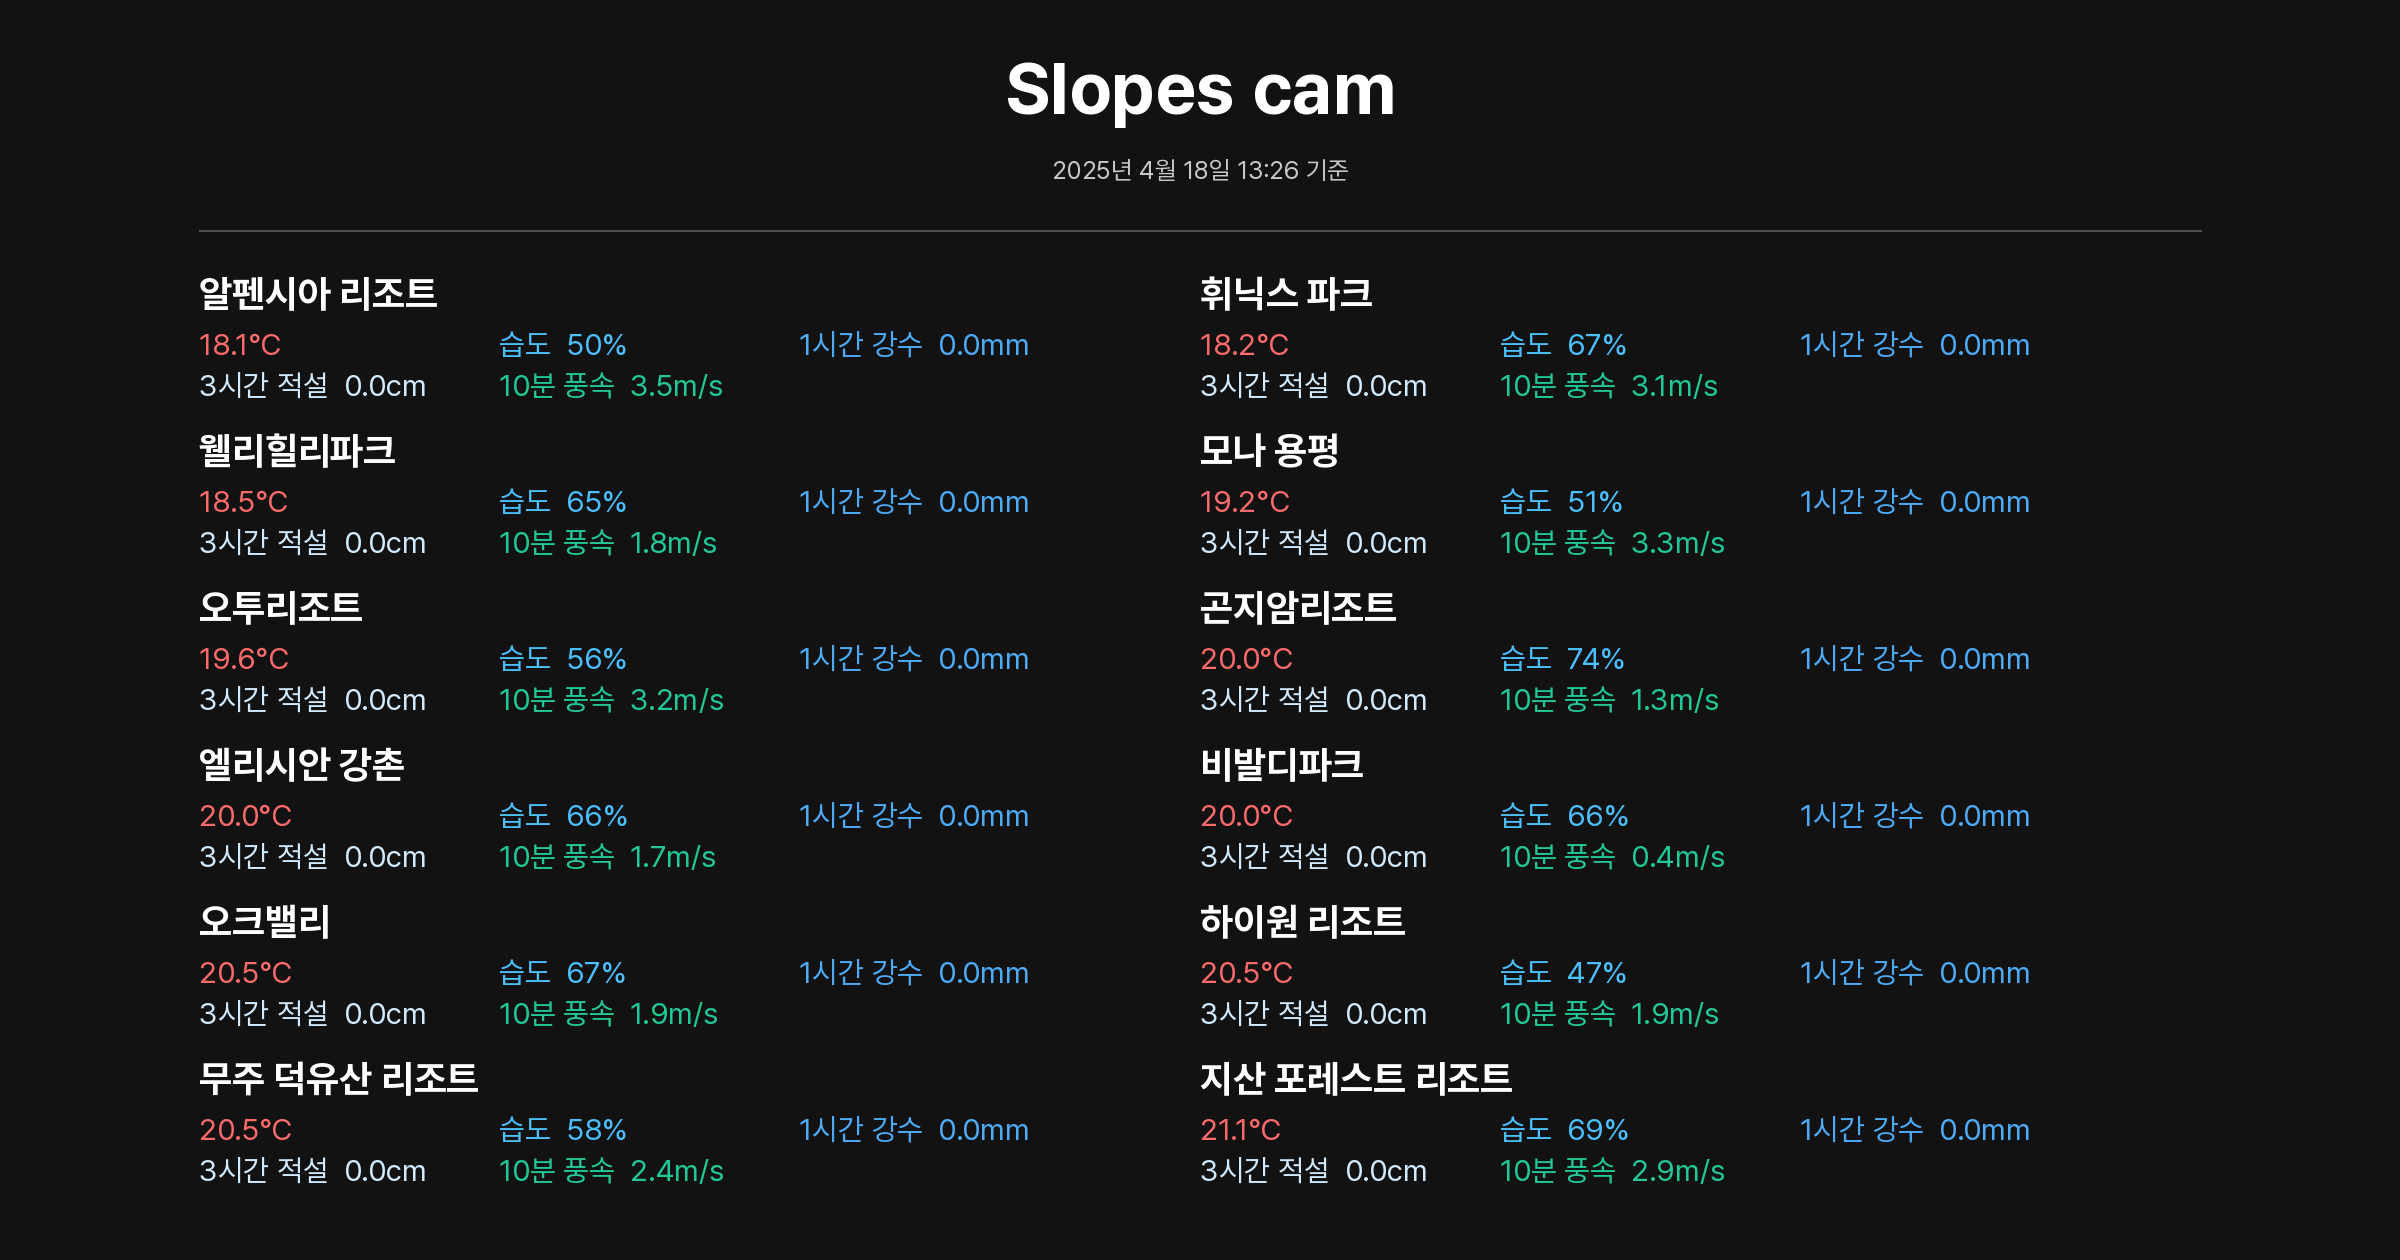 Slopes cam
2025년 4월 18일 13:26 기준
알펜시아 리조트
18.1°C 습도 50% 1시간 강수 0.0mm
3시간 적설 0.0cm 10분 풍속 3.5m/s
휘닉스 파크
18.2°C 습도 67% 1시간 강수 0.0mm
3시간 적설 0.0cm 10분 풍속 3.1m/s
웰리힐리파크
18.5°C 습도 65% 1시간 강수 0.0mm
3시간 적설 0.0cm 10분 풍속 1.8m/s
모나 용평
19.2°C 습도 51% 1시간 강수 0.0mm
3시간 적설 0.0cm 10분 풍속 3.3m/s
오투리조트
19.6°C 습도 56% 1시간 강수 0.0mm
3시간 적설 0.0cm 10분 풍속 3.2m/s
곤지암리조트
20.0°C 습도 74% 1시간 강수 0.0mm
3시간 적설 0.0cm 10분 풍속 1.3m/s
엘리시안 강촌
20.0°C 습도 66% 1시간 강수 0.0mm
3시간 적설 0.0cm 10분 풍속 1.7m/s
비발디파크
20.0°C 습도 66% 1시간 강수 0.0mm
3시간 적설 0.0cm 10분 풍속 0.4m/s
오크밸리
20.5°C 습도 67% 1시간 강수 0.0mm
3시간 적설 0.0cm 10분 풍속 1.9m/s
하이원 리조트
20.5°C 습도 47% 1시간 강수 0.0mm
3시간 적설 0.0cm 10분 풍속 1.9m/s
무주 덕유산 리조트
20.5°C 습도 58% 1시간 강수 0.0mm
3시간 적설 0.0cm 10분 풍속 2.4m/s
지산 포레스트 리조트
21.1°C 습도 69% 1시간 강수 0.0mm
3시간 적설 0.0cm 10분 풍속 2.9m/s